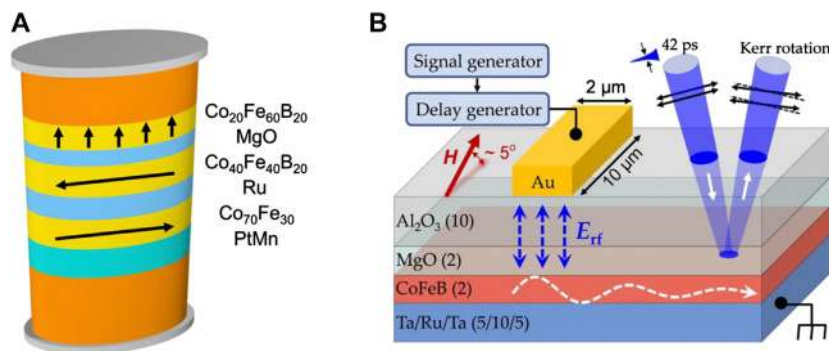 A
Co20Fe60B20
MgO
Co40Fe40B20
Ru
Co70Fe30
PtMn
B
Signal generator
Delay generator
2 μm
42 ps
Kerr rotation
H
~ 5°
Au
10 μm
Al2O3 (10)
Erf
MgO (2)
CoFeB (2)
Ta/Ru/Ta (5/10/5)